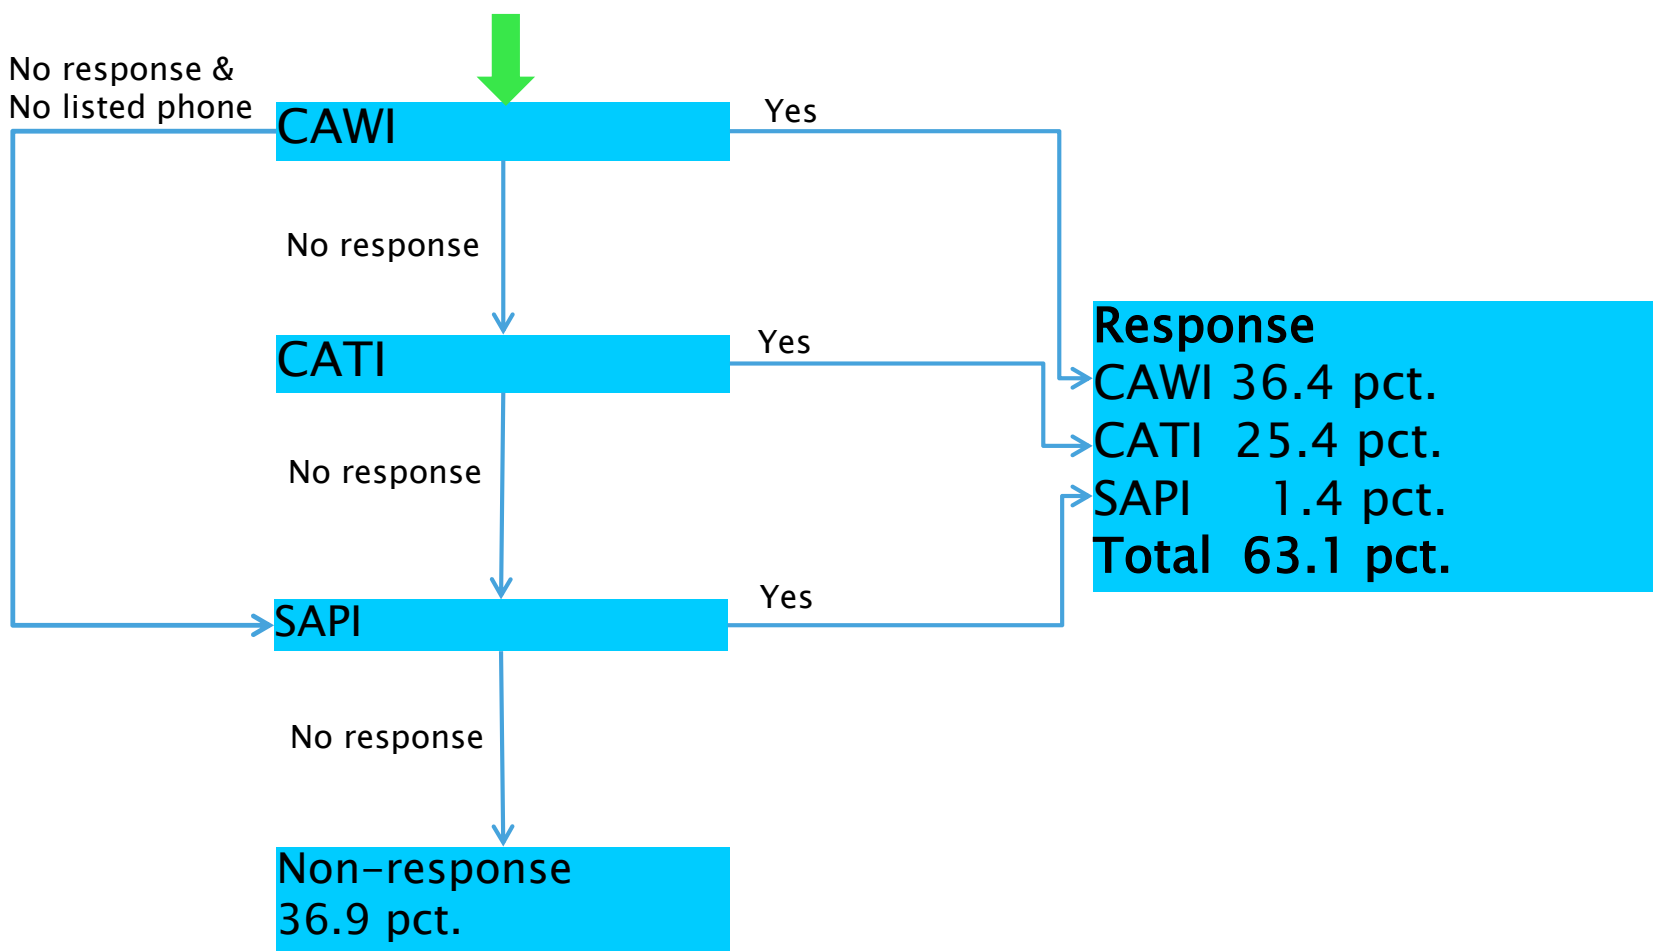 No response &
No listed phone
CAWI
Yes
No response
CATI
Yes
No response
SAPI
Yes
No response
Non-response
36.9 pct.
Response
CAWI 36.4 pct.
CATI 25.4 pct.
SAPI 1.4 pct.
Total 63.1 pct.